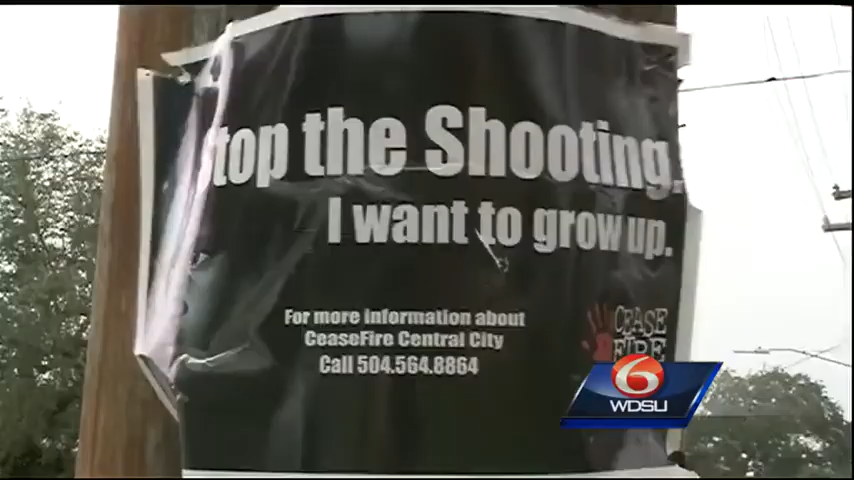 top the Shooting.
I want to grow up.
For more information about
CeaseFire Central City
Call 504.564.8864
CEASE
FIRE
6
WDSU